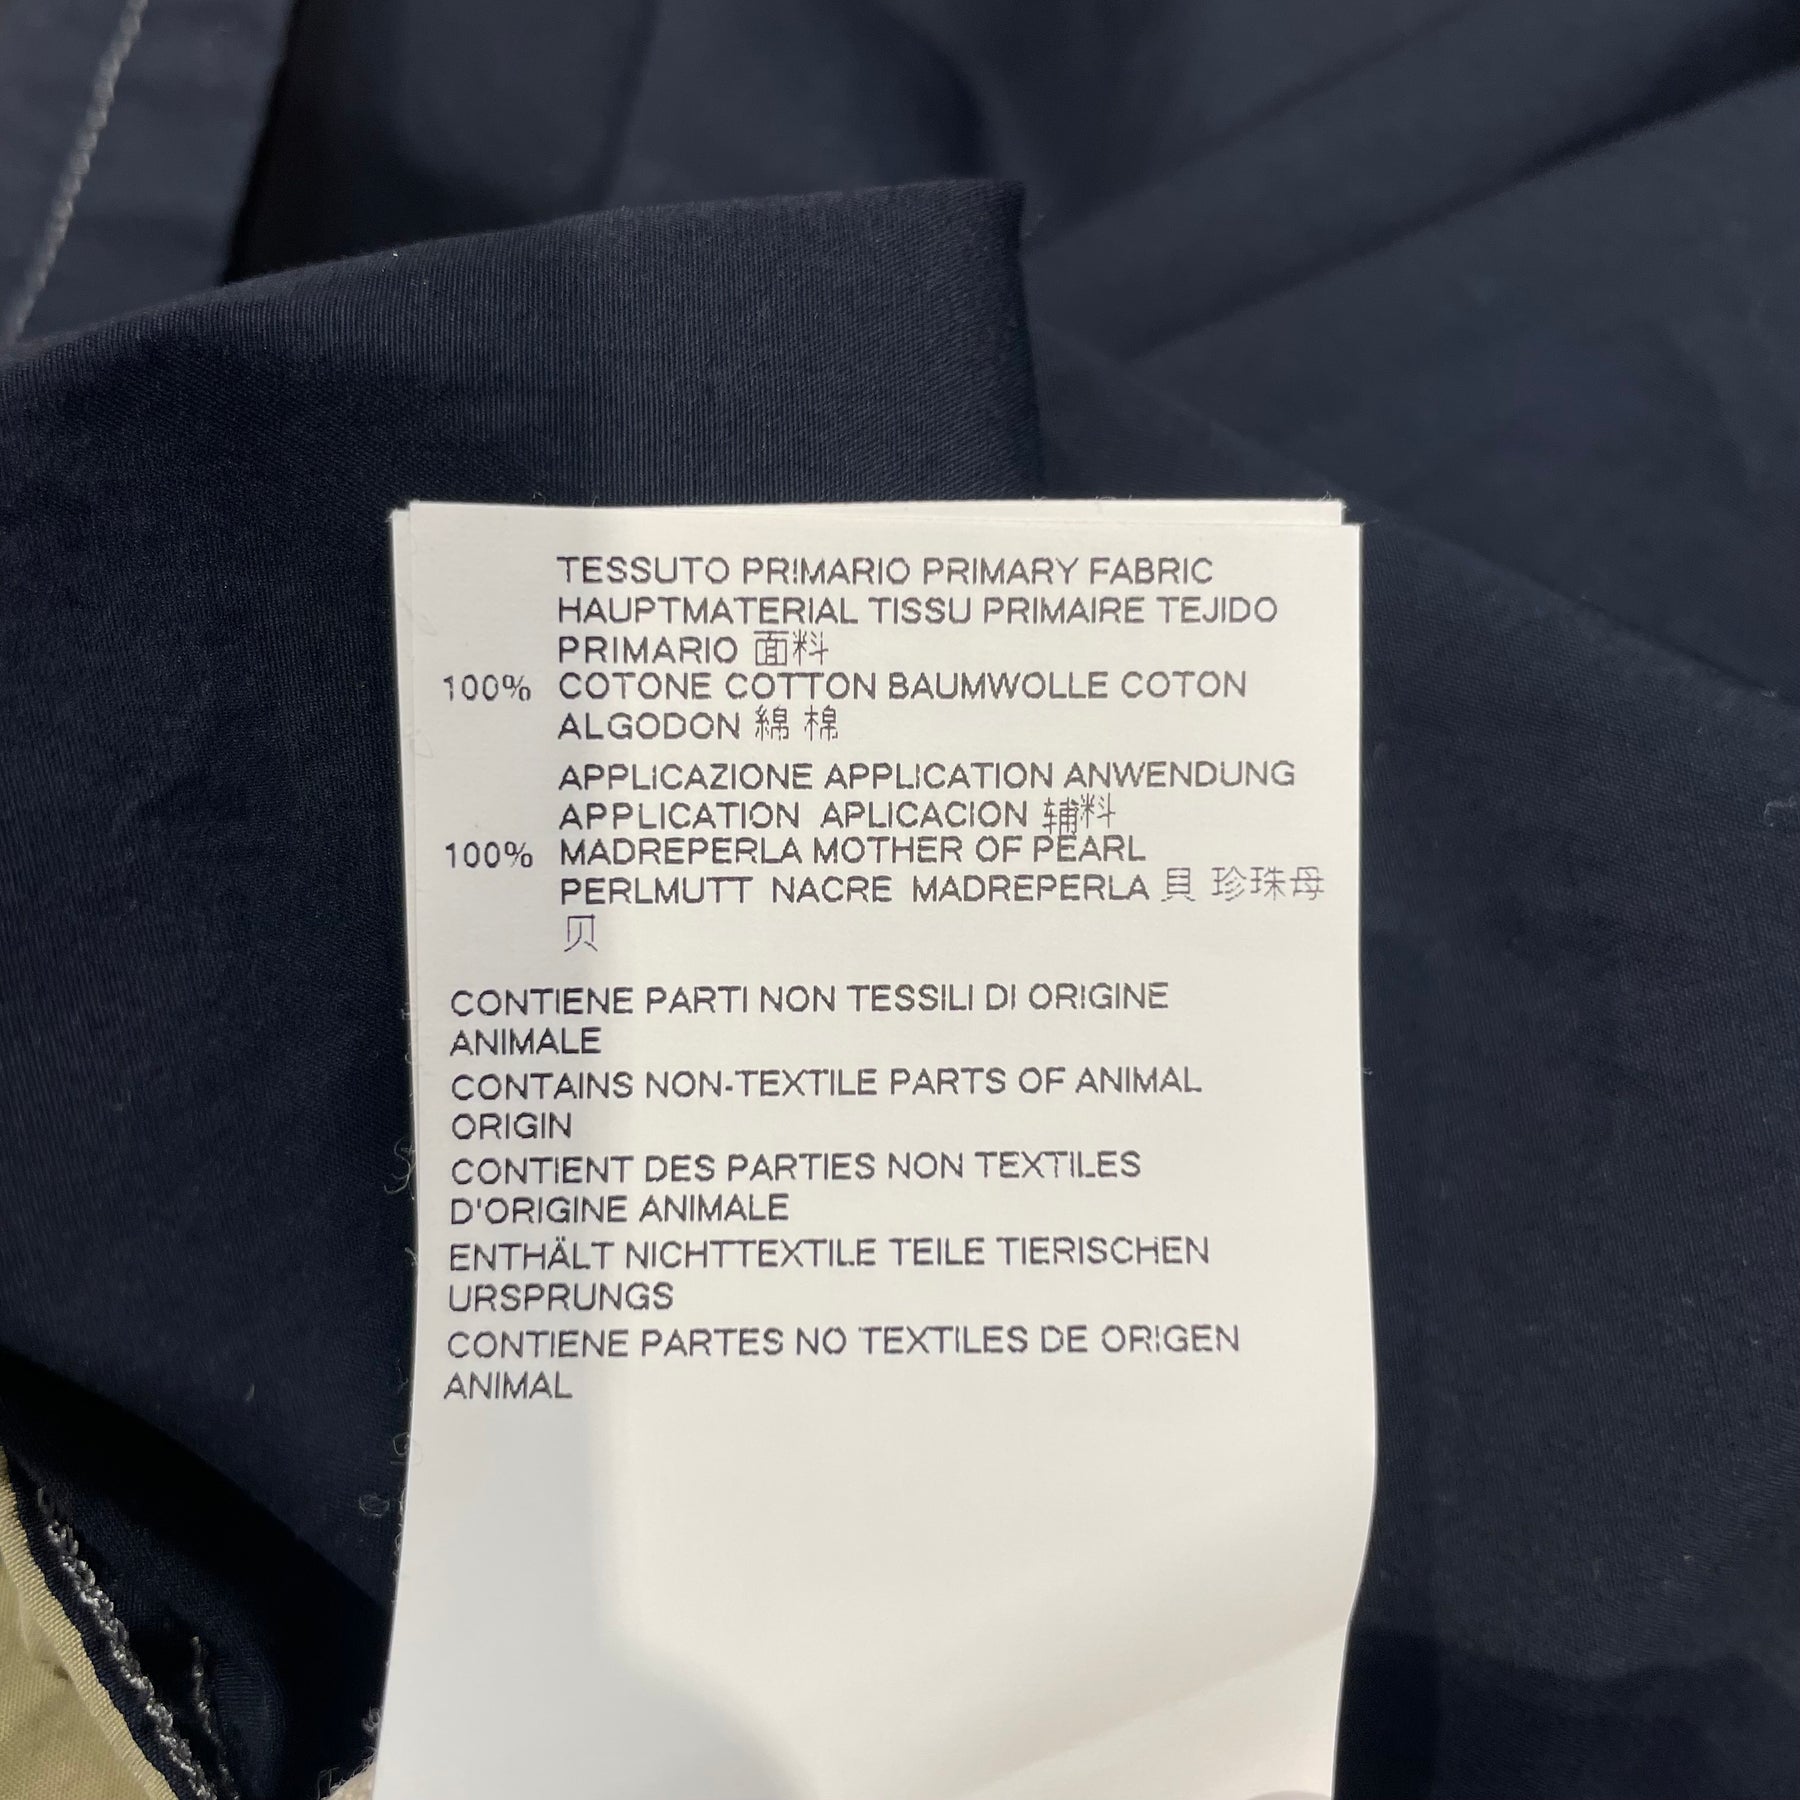 TESSUTO PRIMARIO PRIMARY FABRIC
HAUPTMATERIAL TISSU PRIMAIRE TEJIDO
PRIMARIO 面料
100% COTONE COTTON BAUMWOLLE COTON
ALGODON 綿 棉
APPLICAZIONE APPLICATION ANWENDUNG
APPLICATION APLICACION 辅料
100% MADREPERLA MOTHER OF PEARL
PERLMUTT NACRE MADREPERLA 貝 珍珠母
贝
CONTIENE PARTI NON TESSILI DI ORIGINE
ANIMALE
CONTAINS NON-TEXTILE PARTS OF ANIMAL
ORIGIN
CONTIENT DES PARTIES NON TEXTILES
D'ORIGINE ANIMALE
ENTHÄLT NICHTTEXTILE TEILE TIERISCHEN
URSPRUNGS
CONTIENE PARTES NO TEXTILES DE ORIGEN
ANIMAL